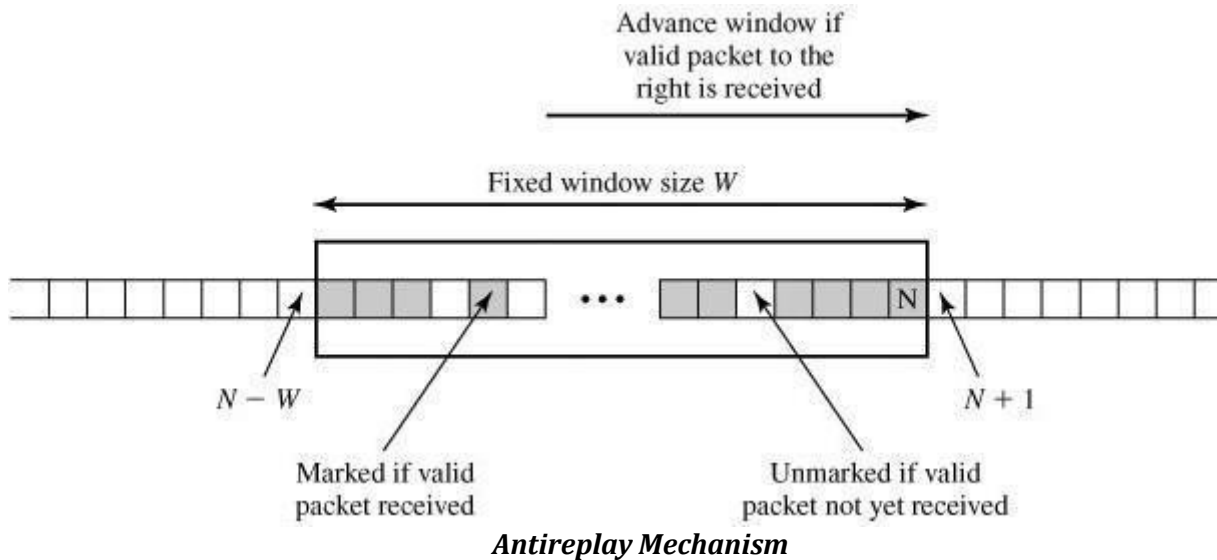 Advance window if
valid packet to the
right is received
Fixed window size W
N
N − W
N + 1
Marked if valid
packet received
Unmarked if valid
packet not yet received
Antireplay Mechanism